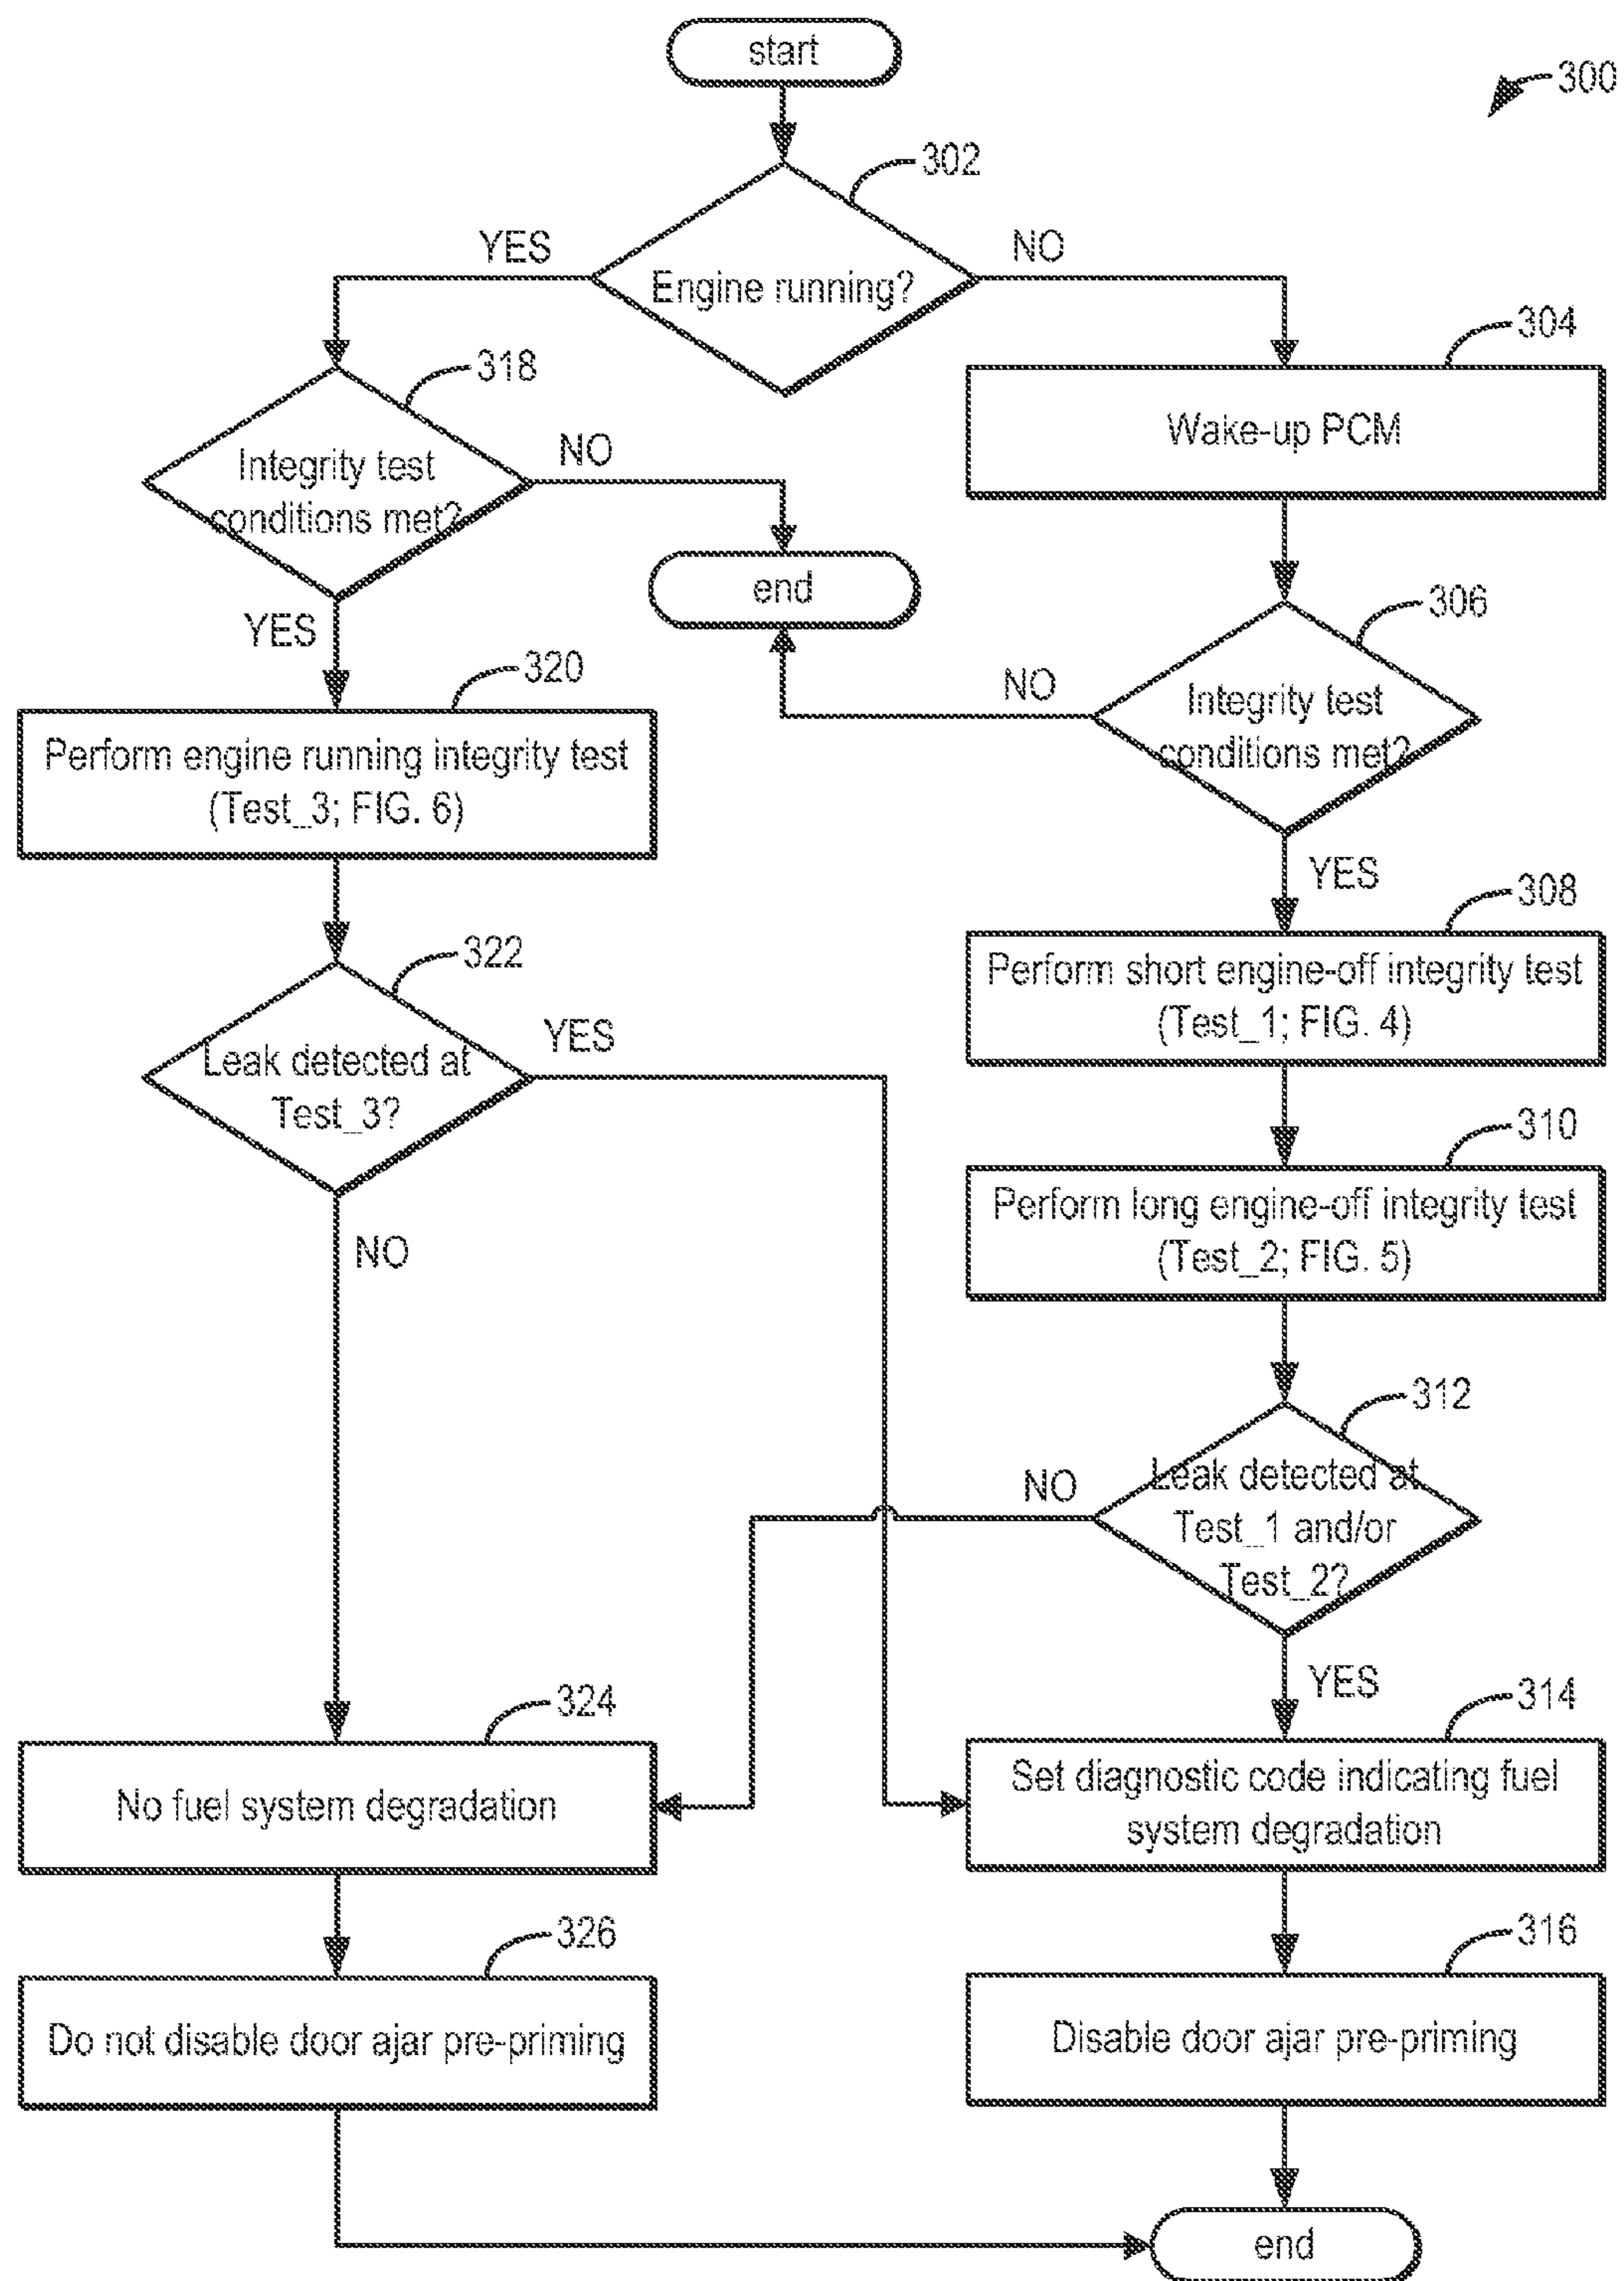 start
300
302
YES
NO
Engine running?
304
318
Wake-up PCM
Integrity test
conditions met?
NO
end
306
YES
NO
Integrity test
conditions met?
320
Perform engine running integrity test
(Test_3; FIG. 6)
YES
308
322
Perform short engine-off integrity test
(Test_1; FIG. 4)
YES
Leak detected at
Test_3?
310
Perform long engine-off integrity test
(Test_2; FIG. 5)
NO
312
NO
Leak detected at
Test_1 and/or
Test_2?
YES
324
314
No fuel system degradation
Set diagnostic code indicating fuel
system degradation
326
316
Do not disable door ajar pre-priming
Disable door ajar pre-priming
end